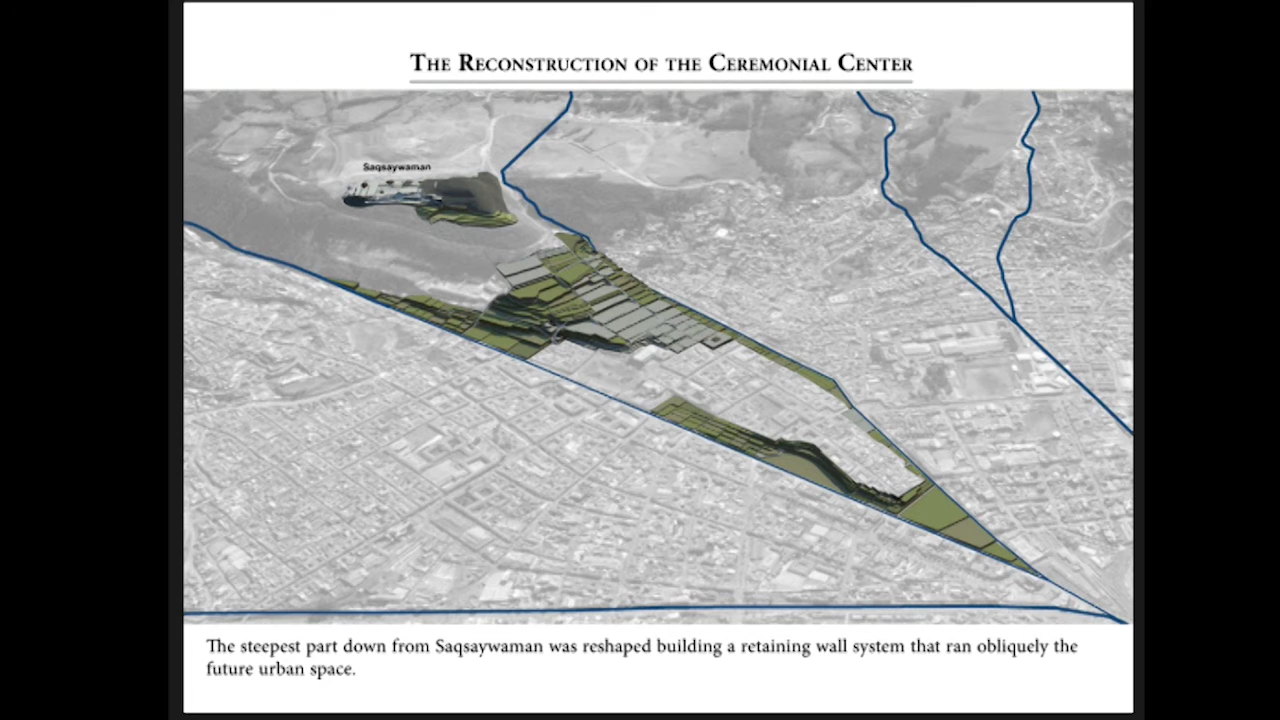 The Reconstruction of the Ceremonial Center
Saqsaywaman
The steepest part down from Saqsaywaman was reshaped building a retaining wall system that ran obliquely the
future urban space.